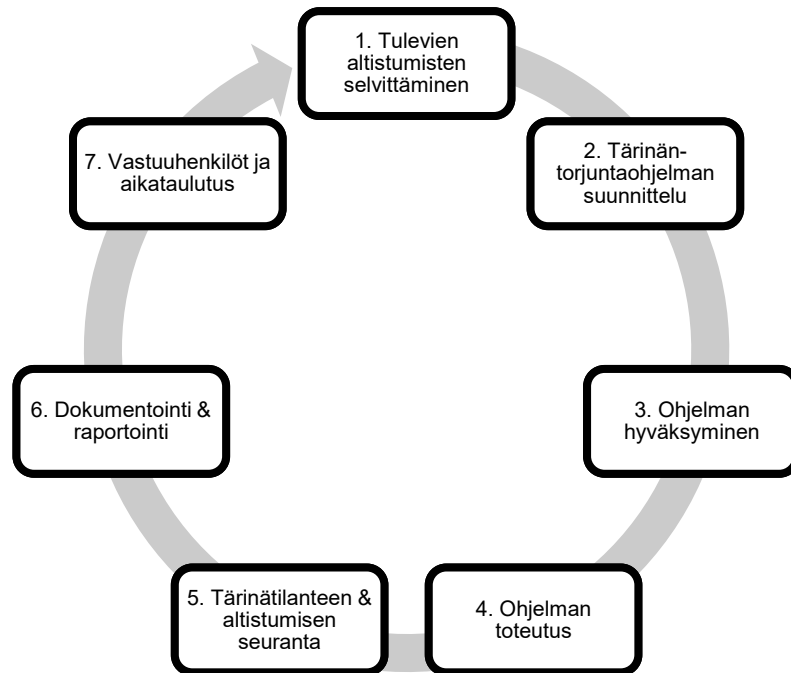 1. Tulevien
altistumisten
selvittäminen
2. Tärinän-
torjuntaohjelman
suunnittelu
3. Ohjelman
hyväksyminen
4. Ohjelman
toteutus
5. Tärinätilanteen &
altistumisen
seuranta
6. Dokumentointi &
raportointi
7. Vastuuhenkilöt ja
aikataulutus